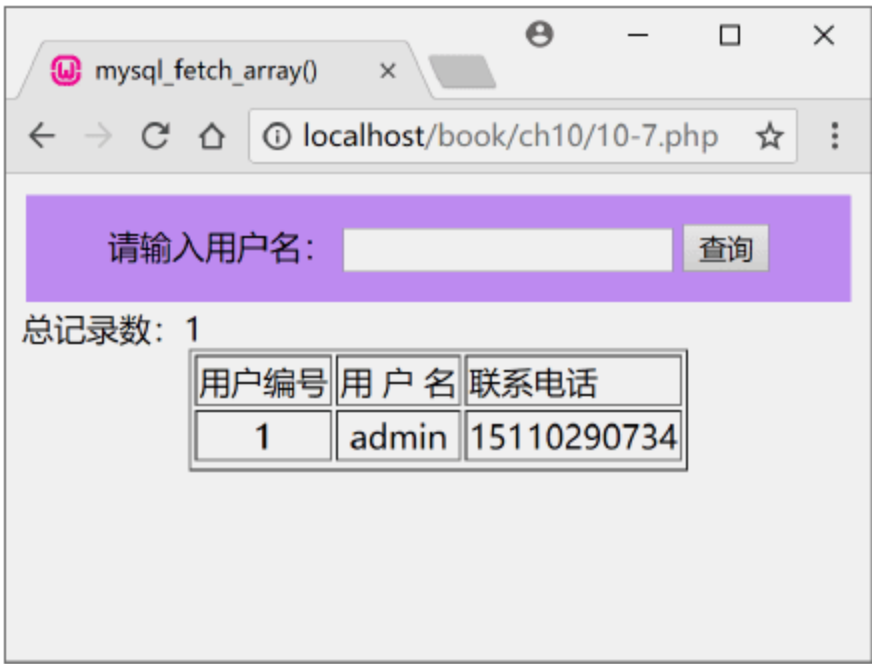 mysql_fetch_array()
localhost/book/ch10/10-7.php
请输入用户名： 查询
总记录数：1
用户编号 用 户 名 联系电话
1 admin 15110290734